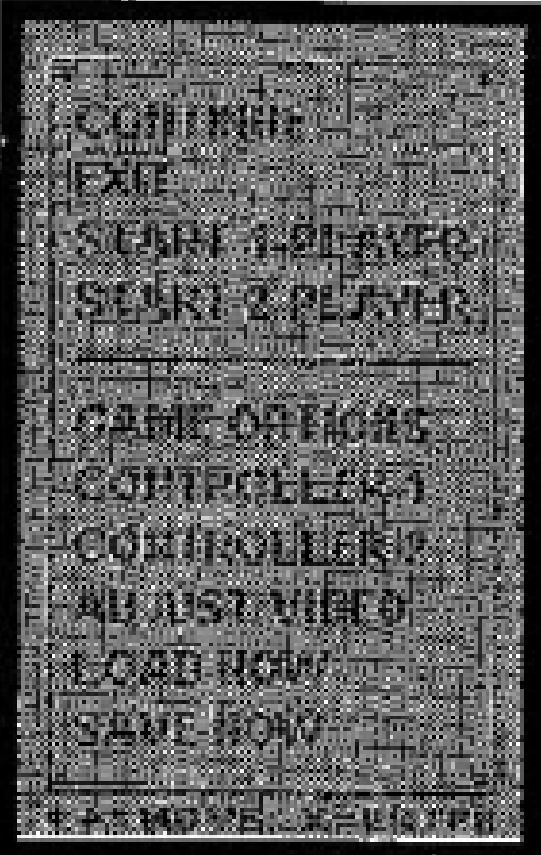 CONTINUE
EXIT
START 1 PLAYER
START 2 PLAYER
GAME OPTIONS
CONTROLLER 1
CONTROLLER 2
ADJUST VIDEO
LOAD NOW
SAVE NOW